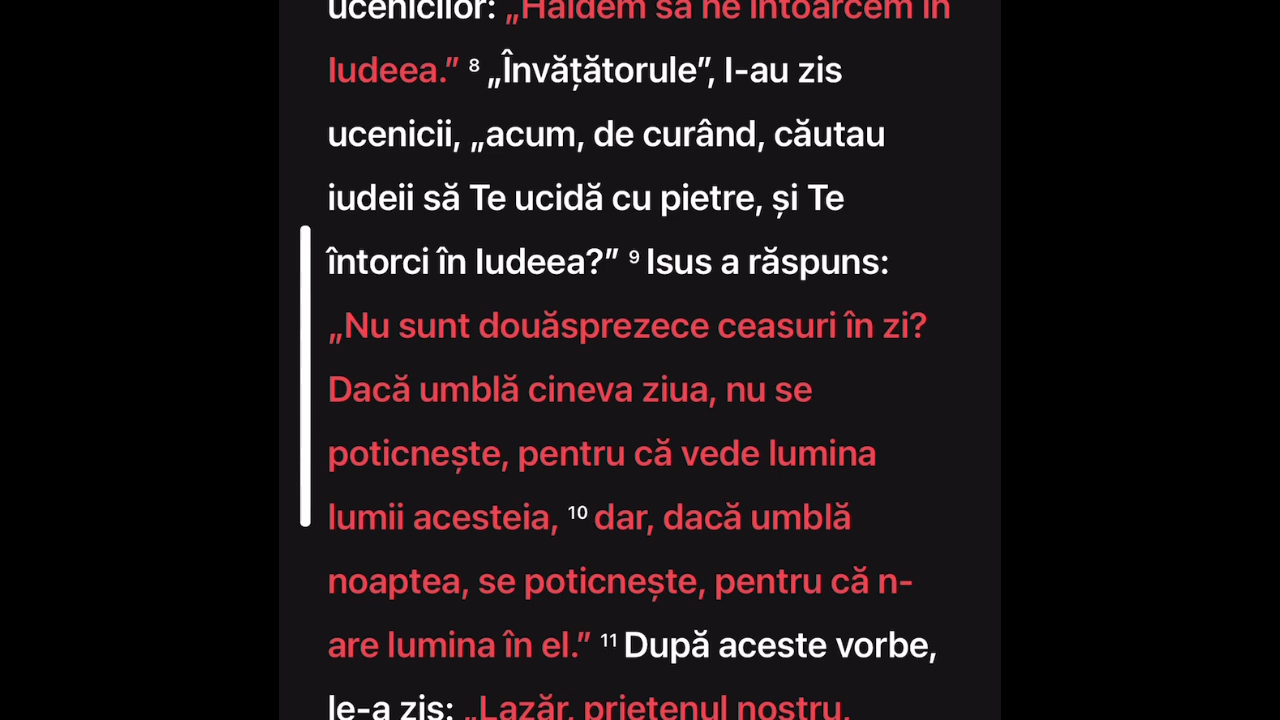 ucenicilor: „Haidem să ne întoarcem în
Iudeea.” 8 „Învățătorule”, I-au zis
ucenicii, „acum, de curând, căutau
iudeii să Te ucidă cu pietre, și Te
întorci în Iudeea?” 9 Isus a răspuns:
„Nu sunt douăsprezece ceasuri în zi?
Dacă umblă cineva ziua, nu se
poticnește, pentru că vede lumina
lumii acesteia, 10 dar, dacă umblă
noaptea, se poticnește, pentru că n-
are lumina în el.” 11 După aceste vorbe,
le-a zis: „Lazăr, prietenul nostru,